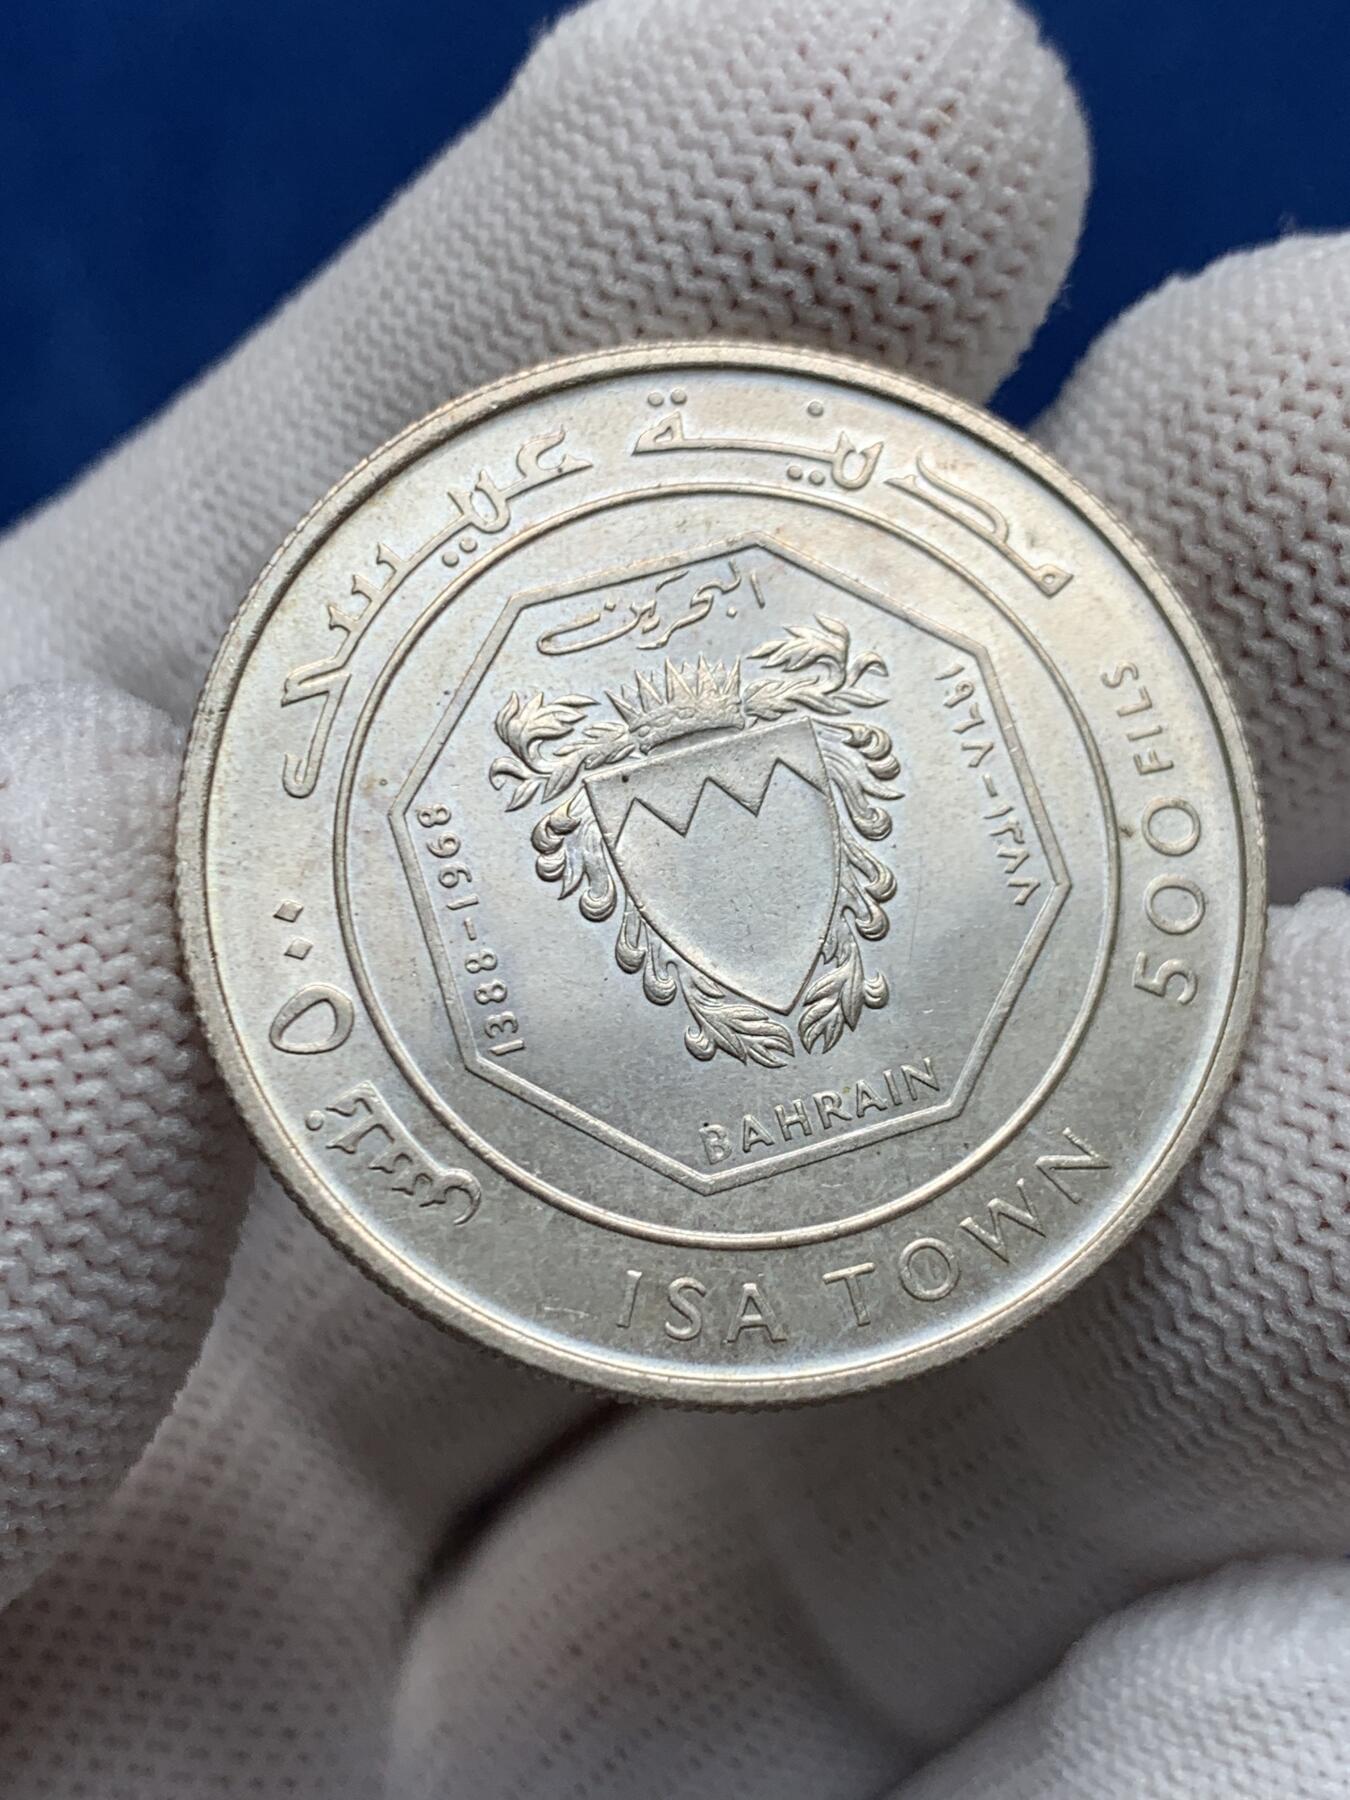 مدينة عيسى
٥٠٠ فلس
500 FILS
ISA TOWN
البحرين
١٩٦٨ - ١٣٨٨
1388-1968
BAHRAIN